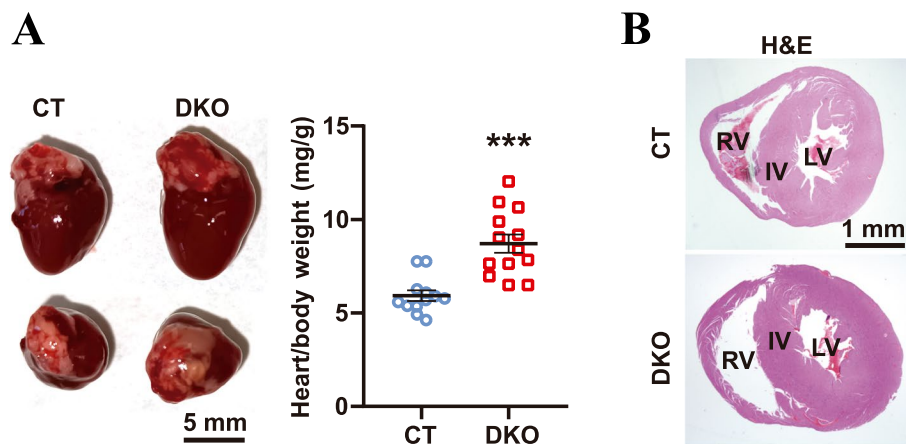 A
CT
DKO
5 mm
Heart/body weight (mg/g)
15
10
5
0
***
CT
DKO
B
H&E
CT
RV
IV
LV
1 mm
DKO
RV
IV
LV